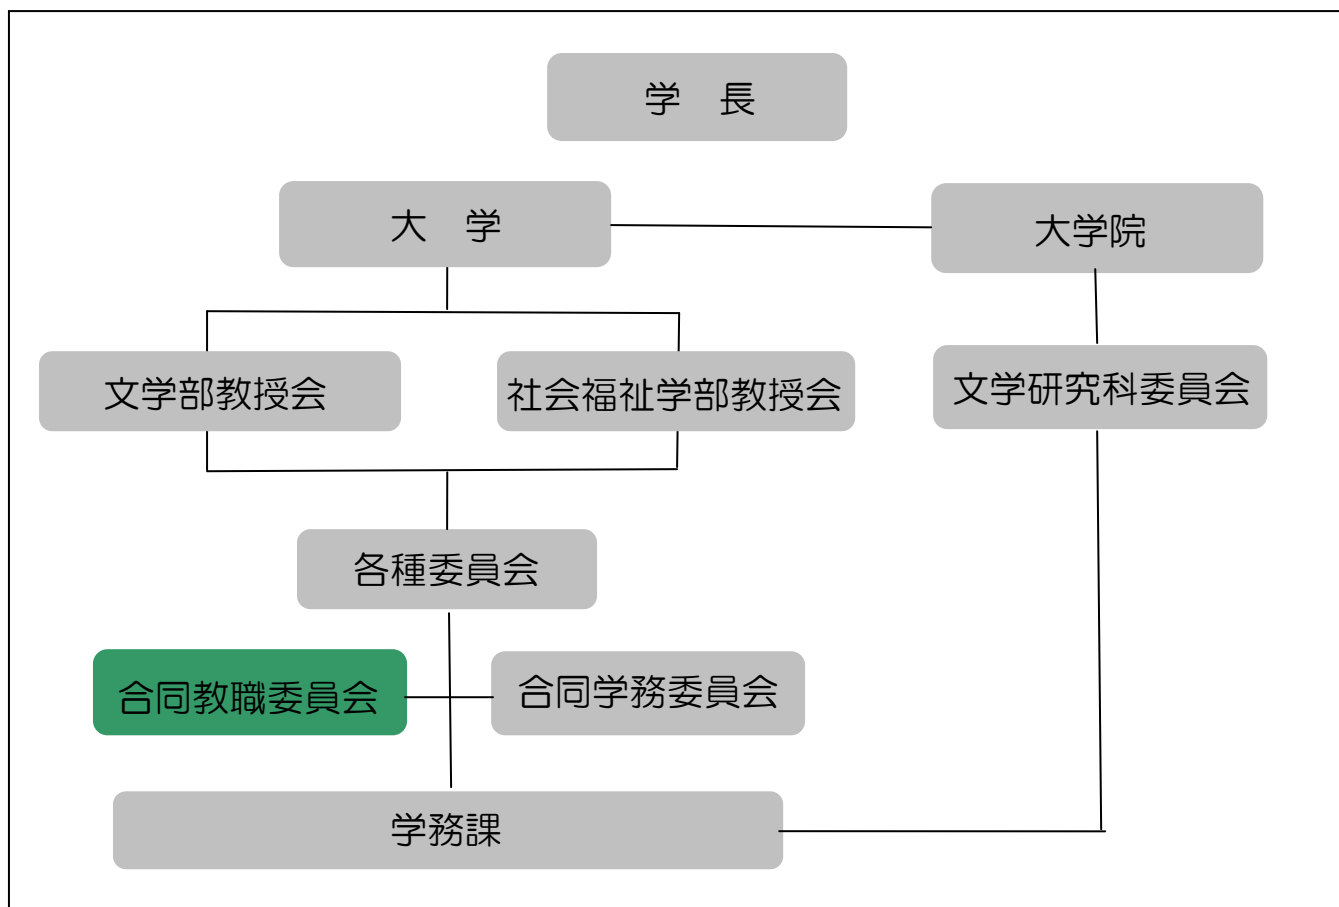 学　長
大　学
大学院
文学部教授会
社会福祉学部教授会
文学研究科委員会
各種委員会
合同教職委員会
合同学務委員会
学務課